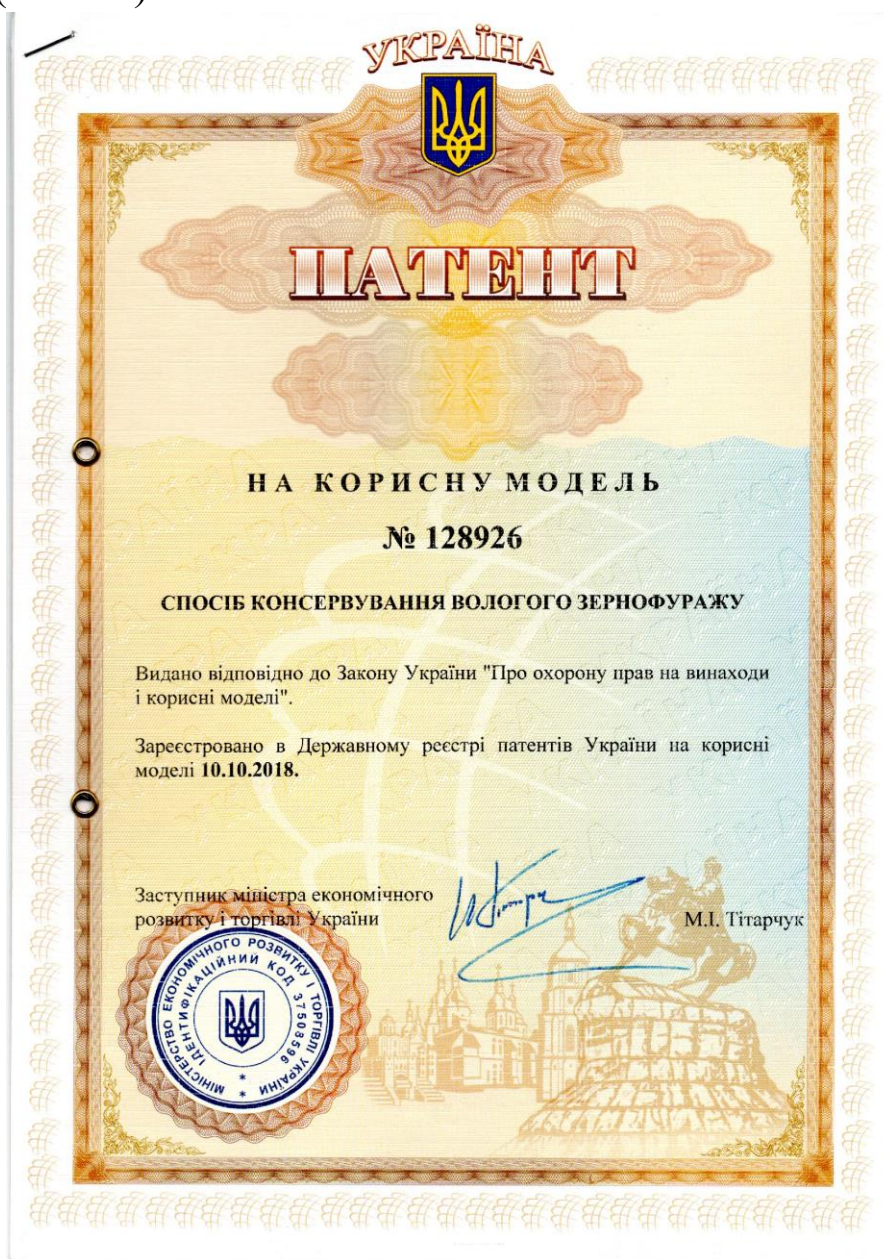 УКРАЇНА
ПАТЕНТ
НА КОРИСНУ МОДЕЛЬ
№ 128926
СПОСІБ КОНСЕРВУВАННЯ ВОЛОГОГО ЗЕРНОФУРАЖУ
Видано відповідно до Закону України "Про охорону прав на винаходи
і корисні моделі".
Зареєстровано в Державному реєстрі патентів України на корисні
моделі 10.10.2018.
Заступник міністра економічного
розвитку і торгівлі України
М.І. Тітарчук
МІНІСТЕРСТВО ЕКОНОМІЧНОГО РОЗВИТКУ І ТОРГІВЛІ УКРАЇНИ *
ІДЕНТИФІКАЦІЙНИЙ КОД 37508596 *